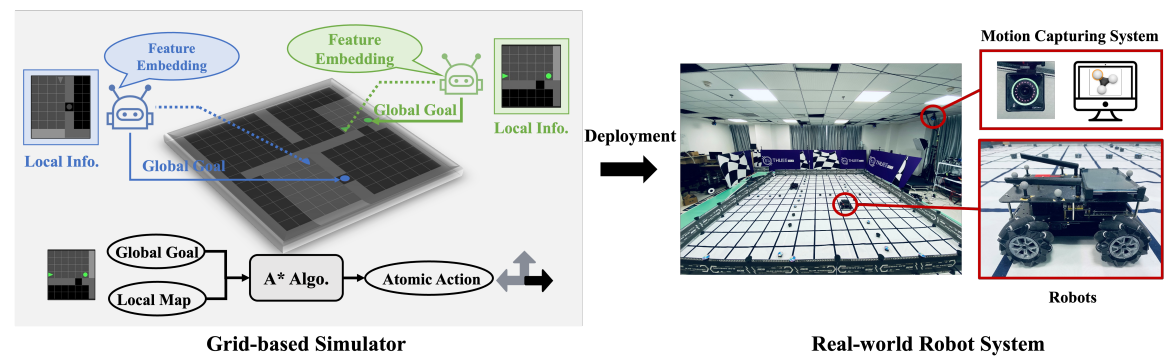 Feature
Embedding
Feature
Embedding
Global Goal
Local Info.
Local Info.
Global Goal
Global Goal
Local Map
A* Algo.
Atomic Action
Grid-based Simulator
Deployment
Motion Capturing System
Robots
Real-world Robot System